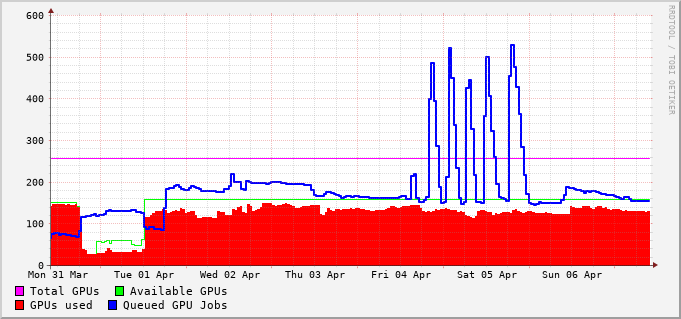 600
500
400
300
200
100
0
Mon 31 Mar Tue 01 Apr Wed 02 Apr Thu 03 Apr Fri 04 Apr Sat 05 Apr Sun 06 Apr
Total GPUs Available GPUs
GPUs used Queued GPU Jobs
RRDTOOL / TOBI OETIKER